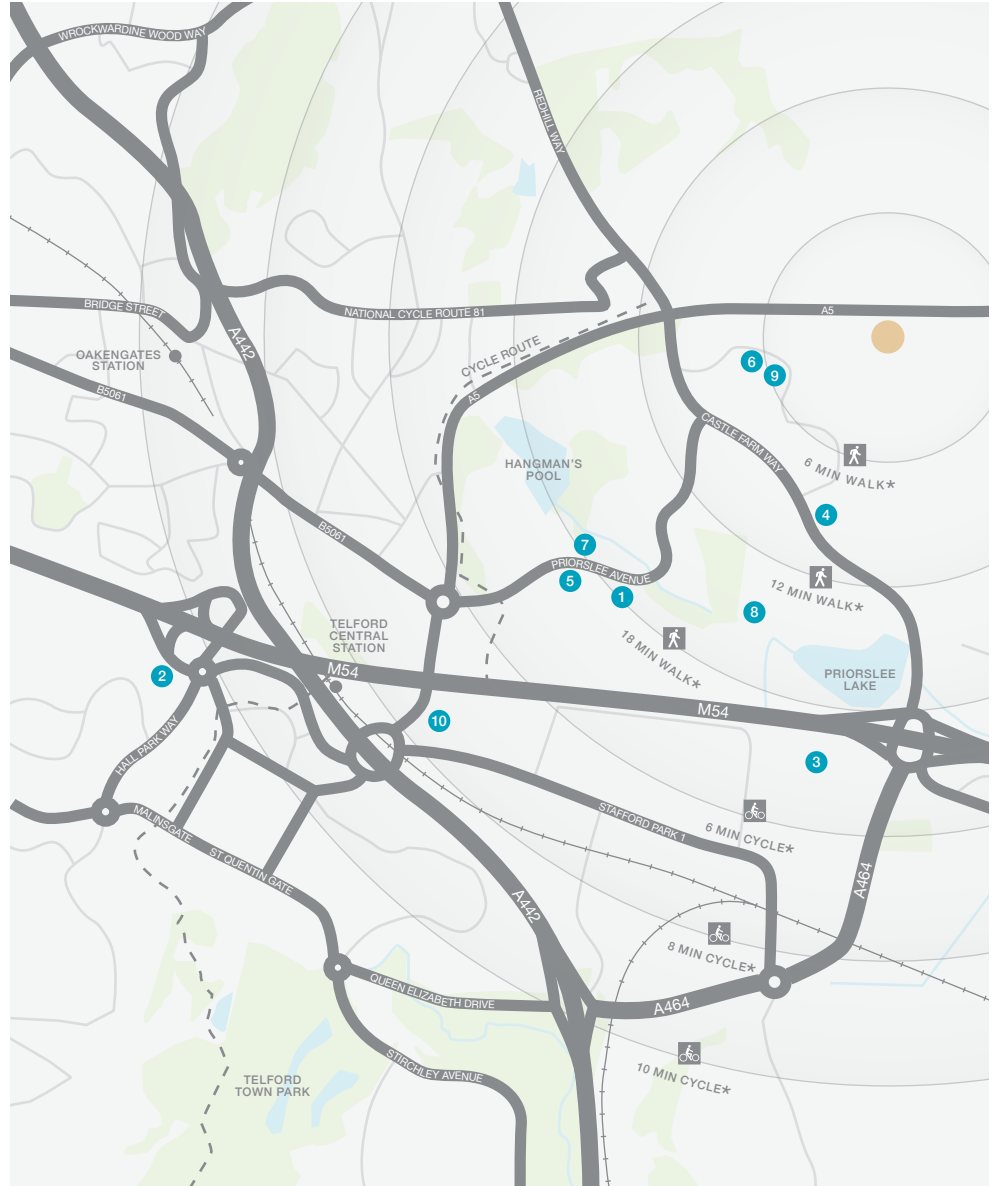 WROCKWARDINE WOOD WAY
REDHILL WAY
BRIDGE STREET
NATIONAL CYCLE ROUTE 81
A5
A442
OAKENGATES
STATION
CYCLE ROUTE
6
9
B5061
A5
CASTLE FARM WAY
HANGMAN'S
POOL
6 MIN WALK*
4
B5061
7
PRIORSLEE AVENUE
5
1
12 MIN WALK*
8
TELFORD
CENTRAL
STATION
18 MIN WALK*
2
M54
PRIORSLEE
LAKE
M54
10
HALL PARK WAY
3
MALINSGATE
STAFFORD PARK 1
6 MIN CYCLE*
ST QUENTIN GATE
A464
A442
8 MIN CYCLE*
QUEEN ELIZABETH DRIVE
A464
STIRCHLEY AVENUE
10 MIN CYCLE*
TELFORD
TOWN PARK